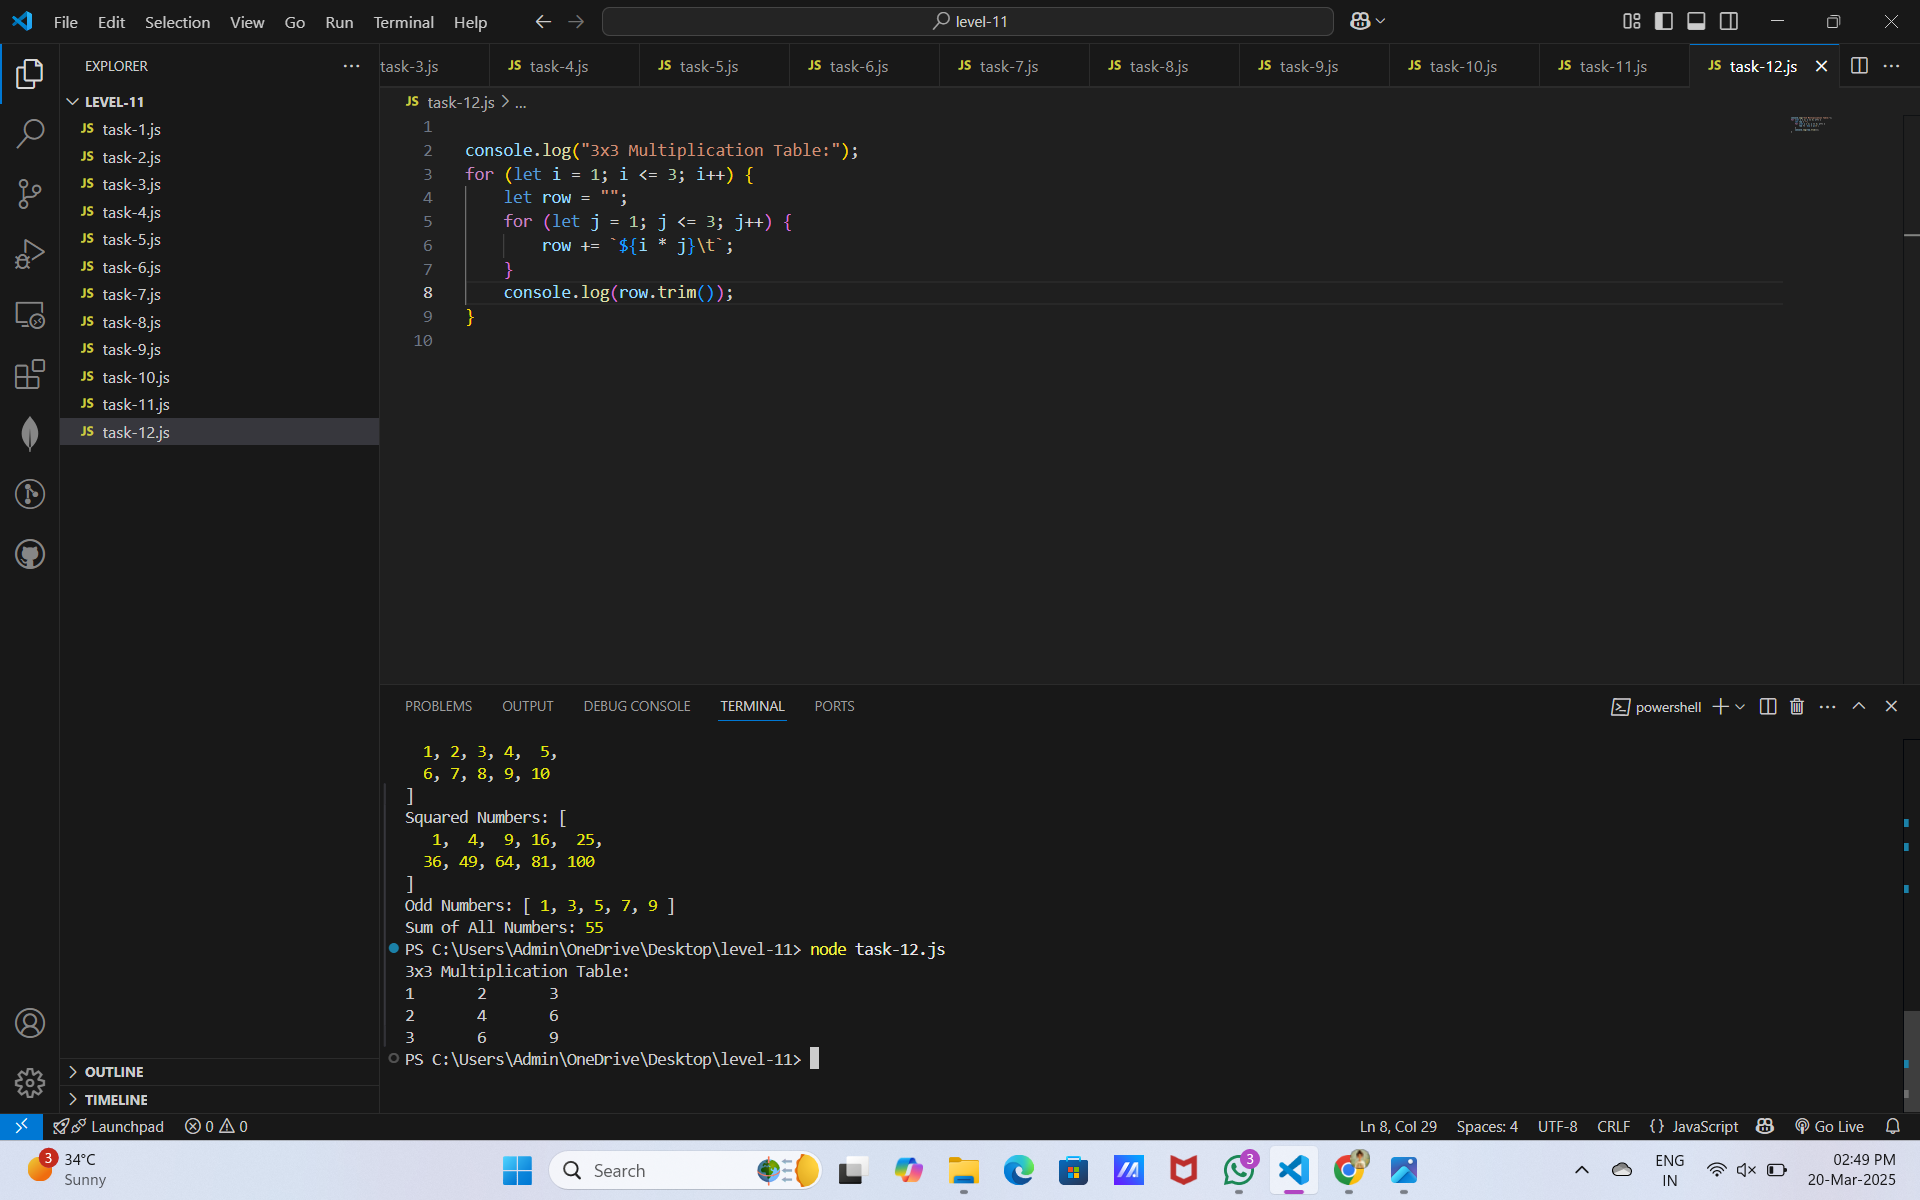 File Edit Selection View Go Run Terminal Help
level-11
EXPLORER
LEVEL-11
JS task-1.js
JS task-2.js
JS task-3.js
JS task-4.js
JS task-5.js
JS task-6.js
JS task-7.js
JS task-8.js
JS task-9.js
JS task-10.js
JS task-11.js
JS task-12.js
OUTLINE
TIMELINE
task-3.js JS task-4.js JS task-5.js JS task-6.js JS task-7.js JS task-8.js JS task-9.js JS task-10.js JS task-11.js JS task-12.js
JS task-12.js > ...
1
2 console.log("3x3 Multiplication Table:");
3 for (let i = 1; i <= 3; i++) {
4     let row = "";
5     for (let j = 1; j <= 3; j++) {
6         row += `${i * j}\t`;
7     }
8     console.log(row.trim());
9 }
10
PROBLEMS OUTPUT DEBUG CONSOLE TERMINAL PORTS
powershell
1, 2, 3, 4,  5,
6, 7, 8, 9, 10
]
Squared Numbers: [
1,  4,  9, 16,  25,
36, 49, 64, 81, 100
]
Odd Numbers: [ 1, 3, 5, 7, 9 ]
Sum of All Numbers: 55
PS C:\Users\Admin\OneDrive\Desktop\level-11> node task-12.js
3x3 Multiplication Table:
1 2 3
2 4 6
3 6 9
PS C:\Users\Admin\OneDrive\Desktop\level-11>
Launchpad 0 0
Ln 8, Col 29 Spaces: 4 UTF-8 CRLF {} JavaScript Go Live
3
34°C
Sunny
Search
3
ENG
IN
02:49 PM
20-Mar-2025